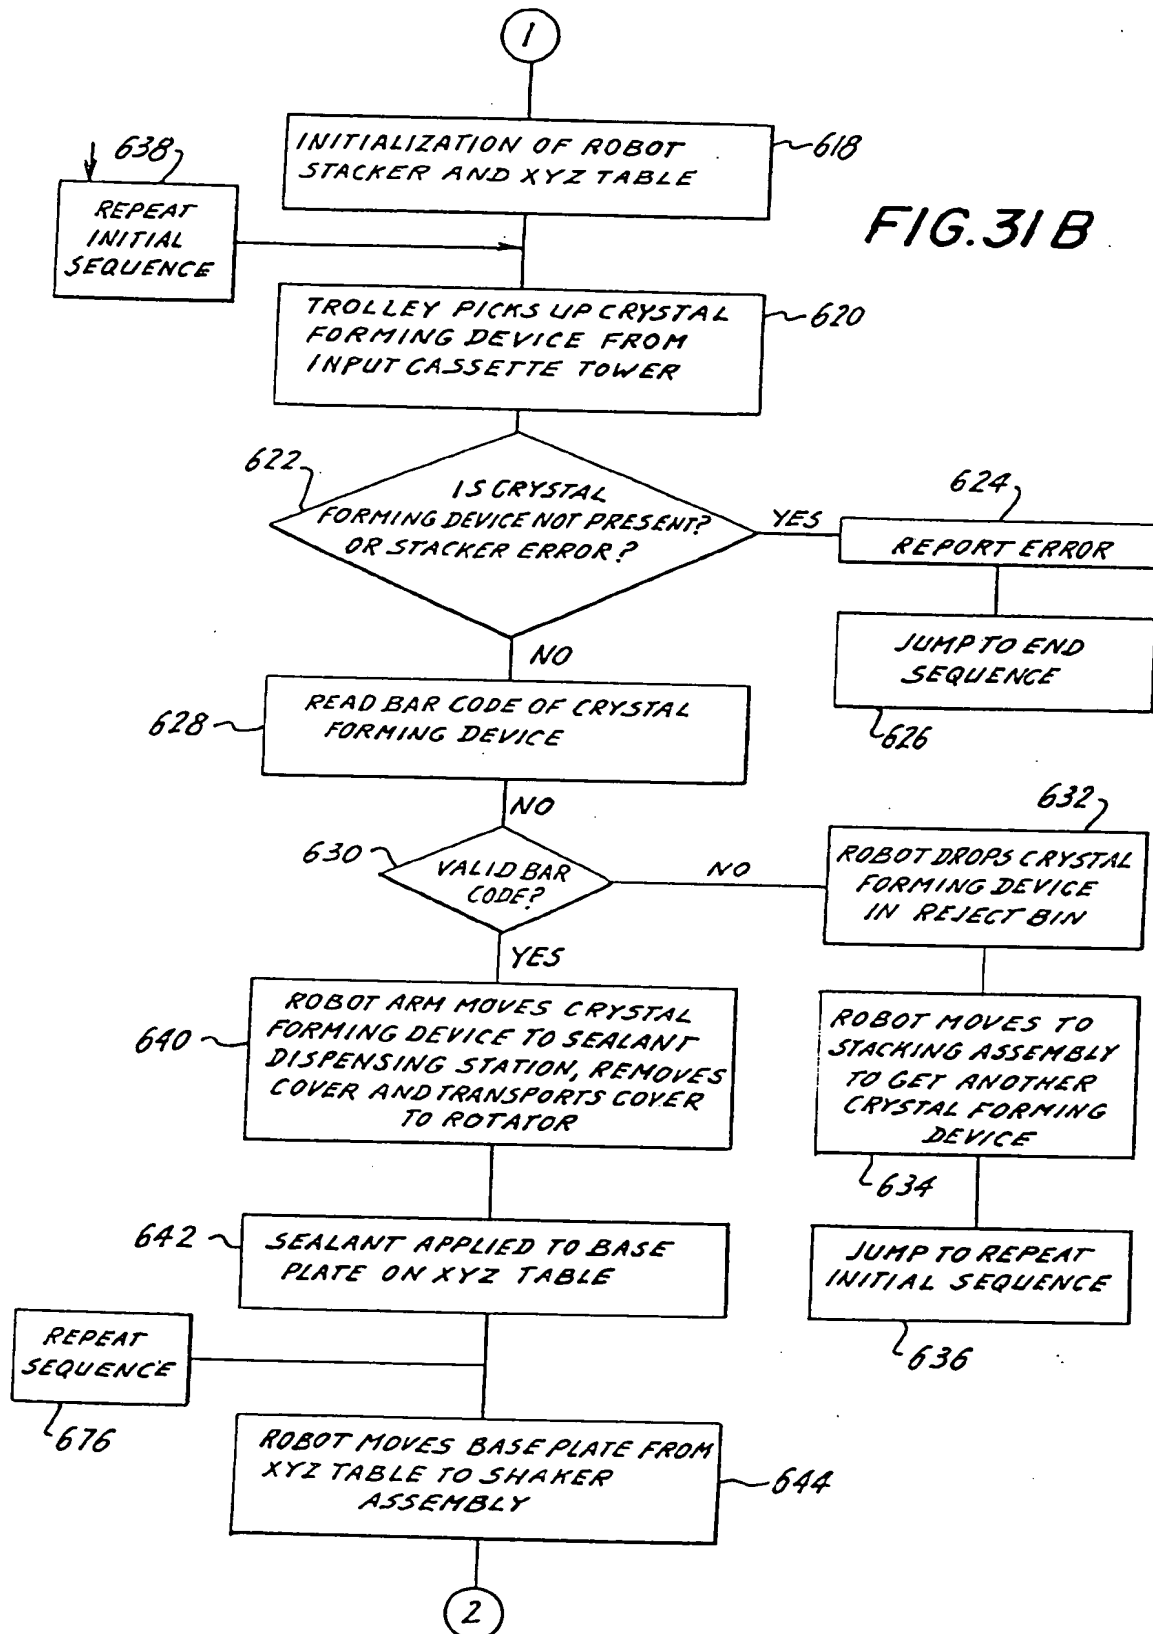 1
INITIALIZATION OF ROBOT
STACKER AND XYZ TABLE
618
638
REPEAT
INITIAL
SEQUENCE
FIG.31B
TROLLEY PICKS UP CRYSTAL
FORMING DEVICE FROM
INPUT CASSETTE TOWER
620
622
IS CRYSTAL
FORMING DEVICE NOT PRESENT?
OR STACKER ERROR?
YES
624
REPORT ERROR
JUMP TO END
SEQUENCE
626
NO
628
READ BAR CODE OF CRYSTAL
FORMING DEVICE
NO
630
VALID BAR
CODE?
NO
632
ROBOT DROPS CRYSTAL
FORMING DEVICE
IN REJECT BIN
YES
640
ROBOT ARM MOVES CRYSTAL
FORMING DEVICE TO SEALANT
DISPENSING STATION, REMOVES
COVER AND TRANSPORTS COVER
TO ROTATOR
ROBOT MOVES TO
STACKING ASSEMBLY
TO GET ANOTHER
CRYSTAL FORMING
DEVICE
634
642
SEALANT APPLIED TO BASE
PLATE ON XYZ TABLE
JUMP TO REPEAT
INITIAL SEQUENCE
636
REPEAT
SEQUENCE
676
ROBOT MOVES BASE PLATE FROM
XYZ TABLE TO SHAKER
ASSEMBLY
644
2